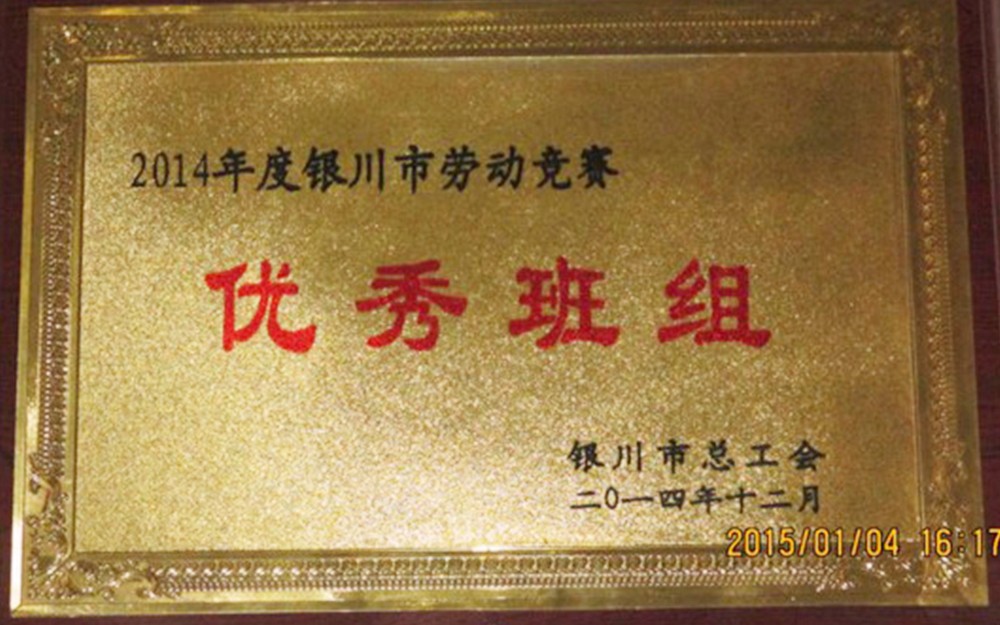 2014年度银川市劳动竞赛
优秀班组
银川市总工会
二0一四年十二月
2015/01/04 16:17